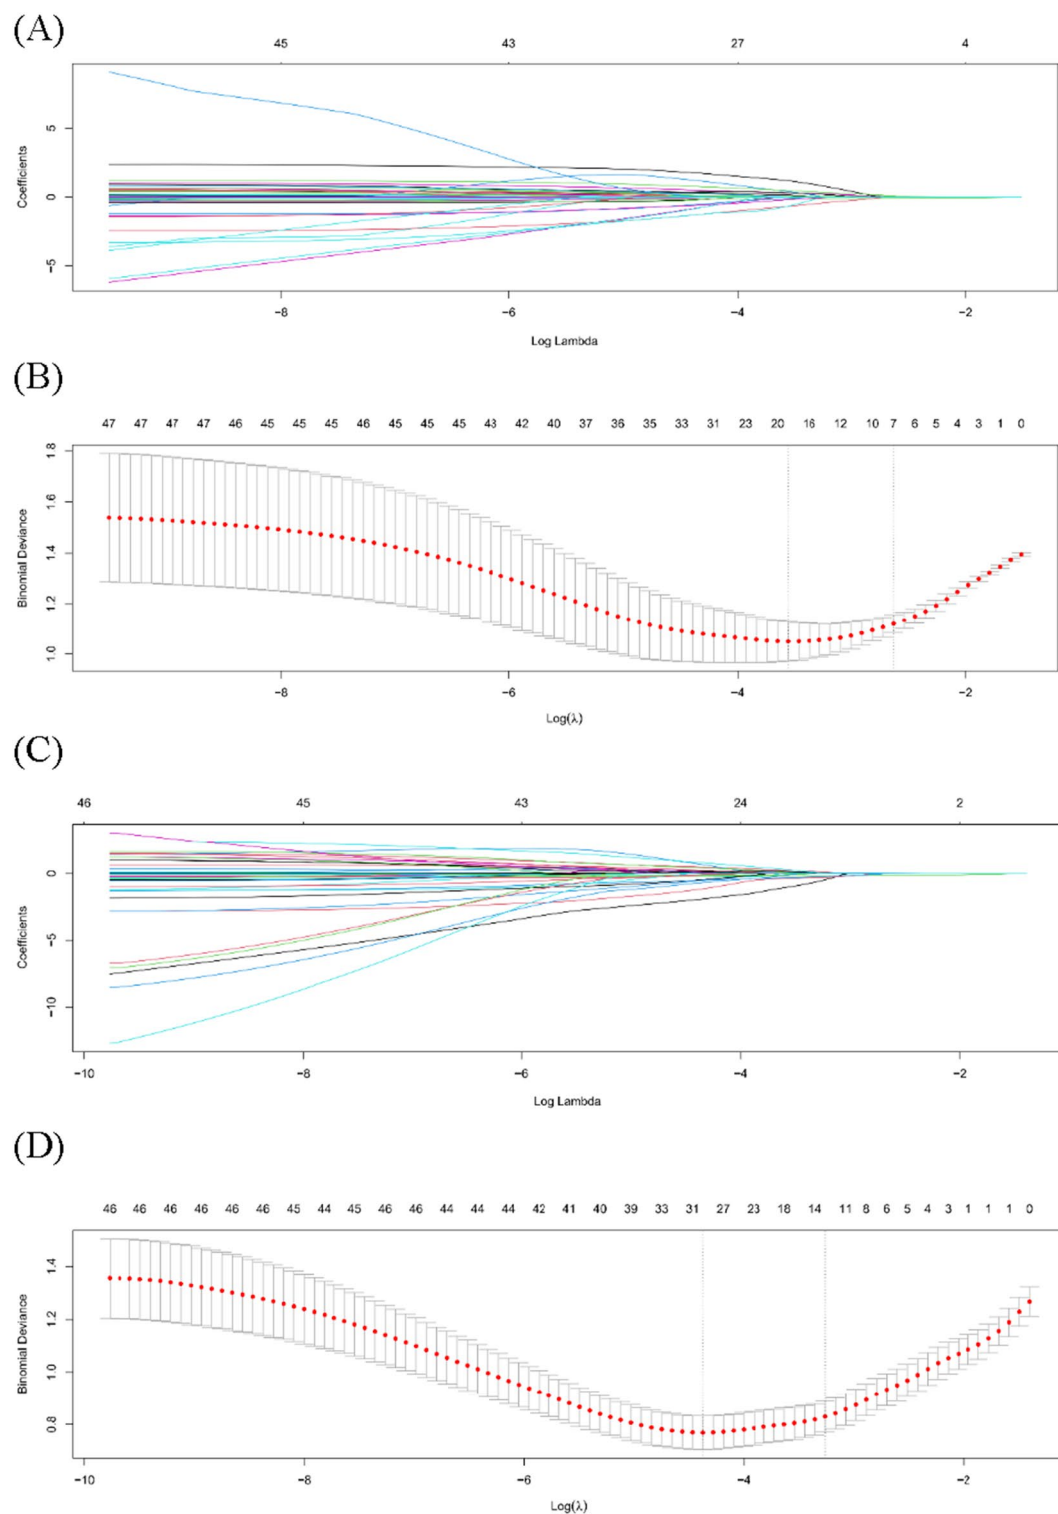 (A)
45 43 27 4
5
0
−5
Coefficients
−8 −6 −4 −2
Log Lambda
(B)
47 47 47 47 46 45 45 45 45 45 45 45 43 42 40 37 36 35 33 31 23 20 16 12 10 7 6 5 4 3 1 0
1.8
1.6
1.4
1.2
1.0
Binomial Deviance
−8 −6 −4 −2
Log(λ)
(C)
46 45 43 24 2
0
−5
−10
Coefficients
−10 −8 −6 −4 −2
Log Lambda
(D)
46 46 46 46 46 46 45 44 45 46 46 44 44 44 42 41 40 39 33 31 27 23 18 14 11 8 6 5 4 3 1 1 1 0
1.4
1.2
1.0
0.8
Binomial Deviance
−10 −8 −6 −4 −2
Log(λ)